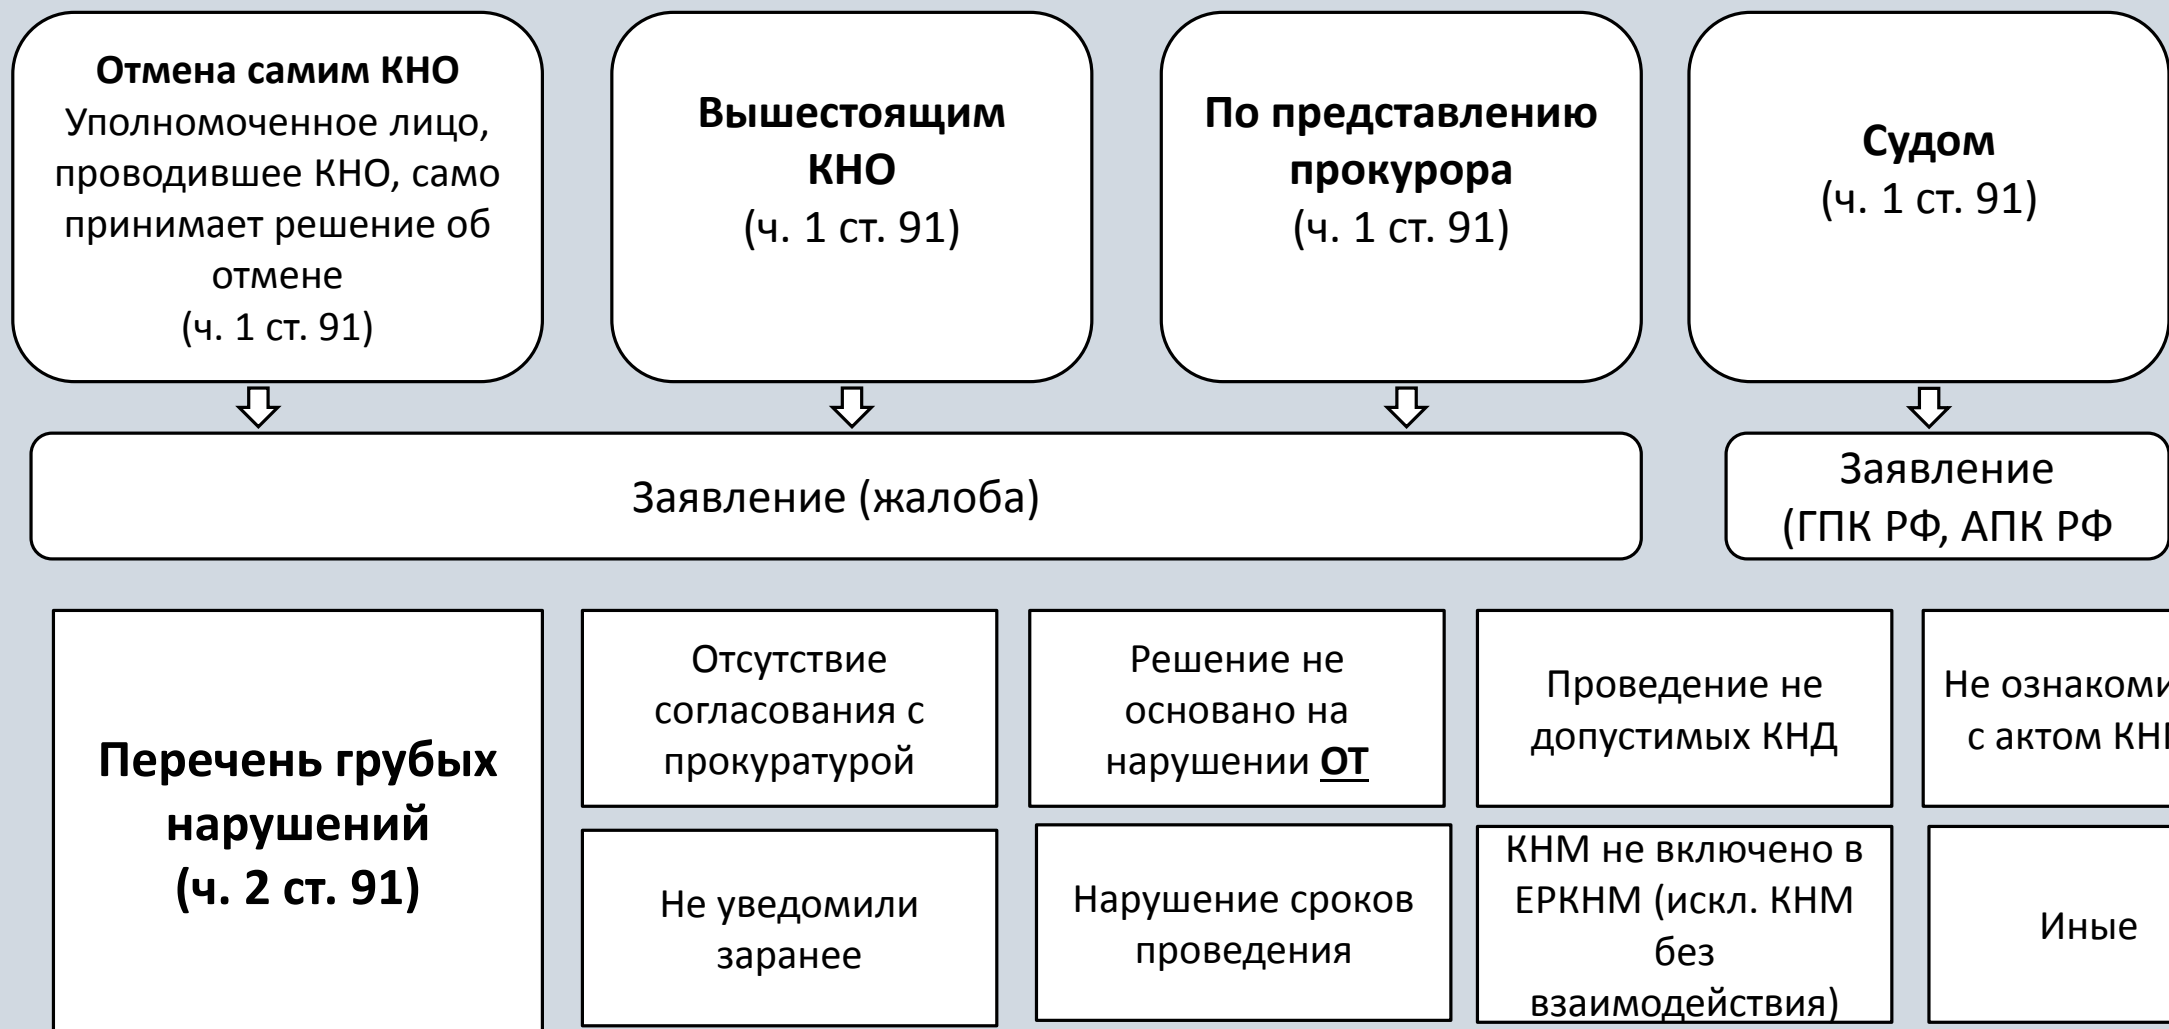 Отмена самим КНО
Уполномоченное лицо,
проводившее КНО, само
принимает решение об
отмене
(ч. 1 ст. 91)
Вышестоящим
КНО
(ч. 1 ст. 91)
По представлению
прокурора
(ч. 1 ст. 91)
Судом
(ч. 1 ст. 91)
Заявление (жалоба)
Заявление
(ГПК РФ, АПК РФ
Перечень грубых
нарушений
(ч. 2 ст. 91)
Отсутствие
согласования с
прокуратурой
Решение не
основано на
нарушении ОТ
Проведение не
допустимых КНД
Не
с актом
Не уведомили
заранее
Нарушение сроков
проведения
КНМ не включено в
ЕРКНМ (искл. КНМ
без
взаимодействия)
Иные